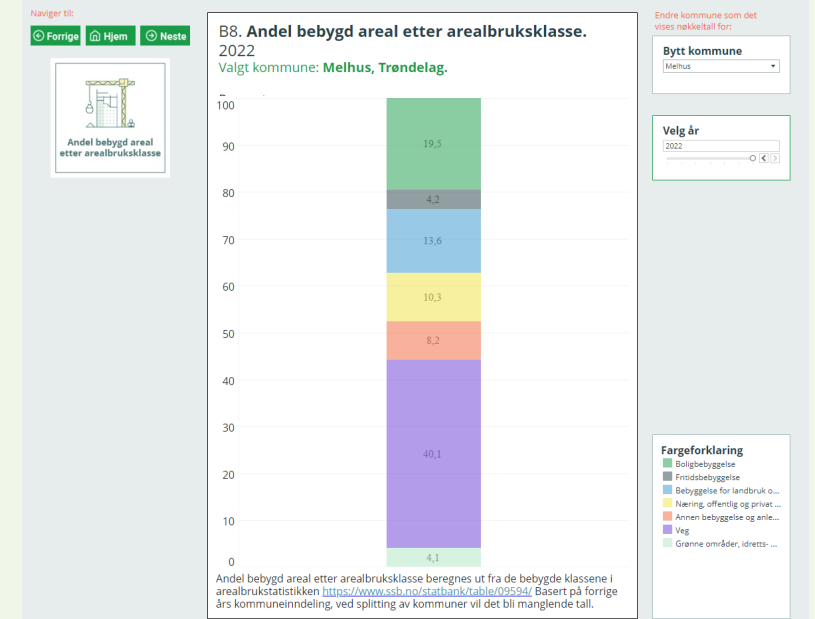 Naviger til:
Forrige
Hjem
Neste
Andel bebygd areal
etter arealbruksklasse
B8. Andel bebygd areal etter arealbruksklasse.
2022
Valgt kommune: Melhus, Trøndelag.
100
90
80
70
60
50
40
30
20
10
0
19,5
4,2
13,6
10,3
8,2
40,1
4,1
Andel bebygd areal etter arealbruksklasse beregnes ut fra de bebygde klassene i
arealbrukstatistikken https://www.ssb.no/statbank/table/09594/ Basert på forrige
års kommuneinndeling, ved splitting av kommuner vil det bli manglende tall.
Endre kommune som det
vises nøkkeltall for:
Bytt kommune
Melhus
Velg år
2022
Fargeforklaring
Boligbebyggelse
Fritidsbebyggelse
Bebyggelse for landbruk o...
Næring, offentlig og privat ...
Annen bebyggelse og anle...
Veg
Grønne områder, idretts- ...